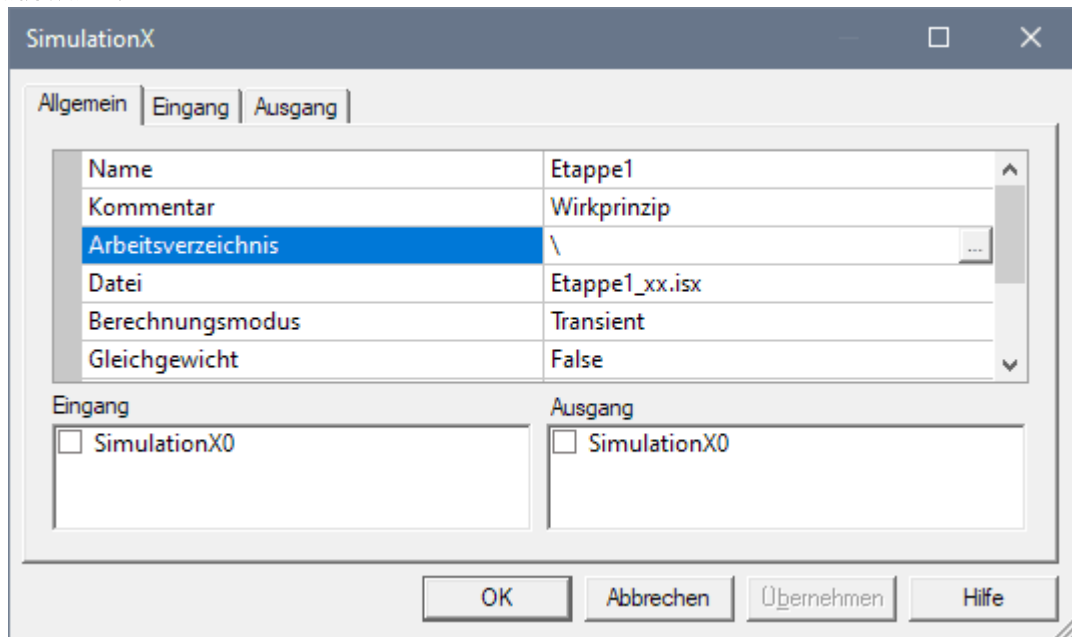 SimulationX
Allgemein Eingang Ausgang
Name Etappe1
Kommentar Wirkprinzip
Arbeitsverzeichnis \ ...
Datei Etappe1_xx.isx
Berechnungsmodus Transient
Gleichgewicht False
Eingang Ausgang
SimulationX0 SimulationX0
OK Abbrechen Übernehmen Hilfe